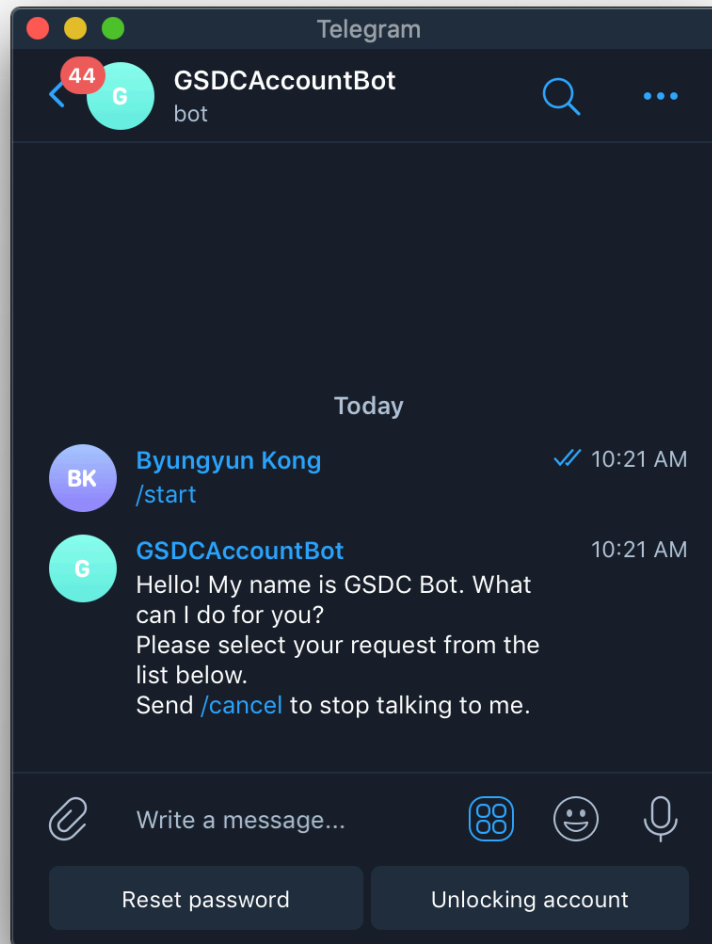 Telegram
44
G
GSDCAccountBot
bot
Today
BK
Byungyun Kong
10:21 AM
/start
G
GSDCAccountBot
10:21 AM
Hello! My name is GSDC Bot. What
can I do for you?
Please select your request from the
list below.
Send /cancel to stop talking to me.
Write a message...
Reset password
Unlocking account